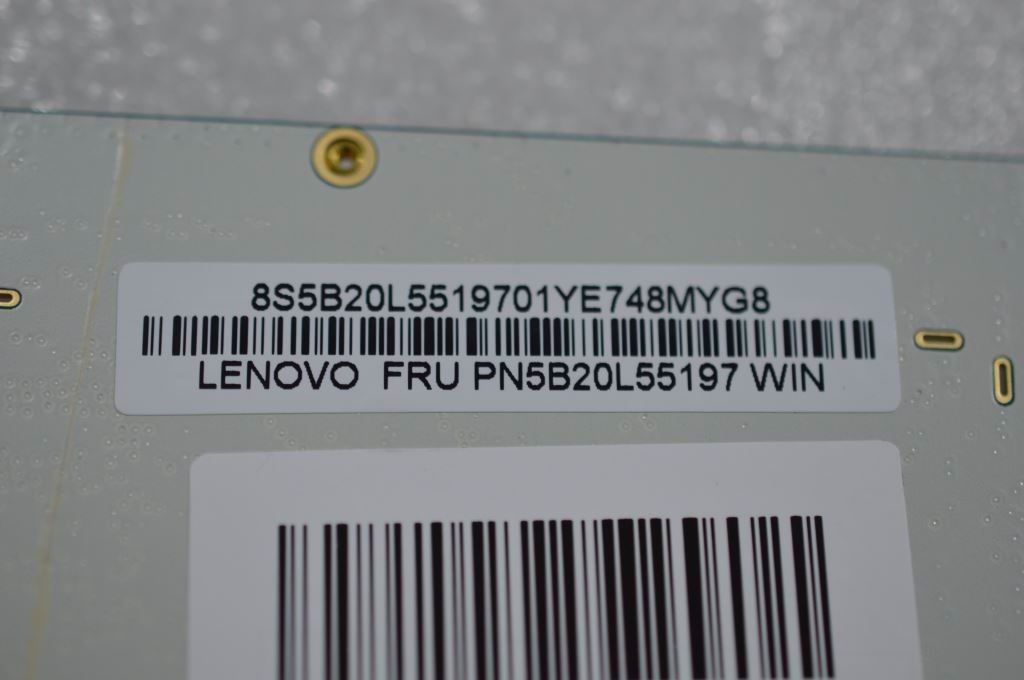 8S5B20L5519701YE748MYG8
LENOVO FRU PN5B20L55197 WIN